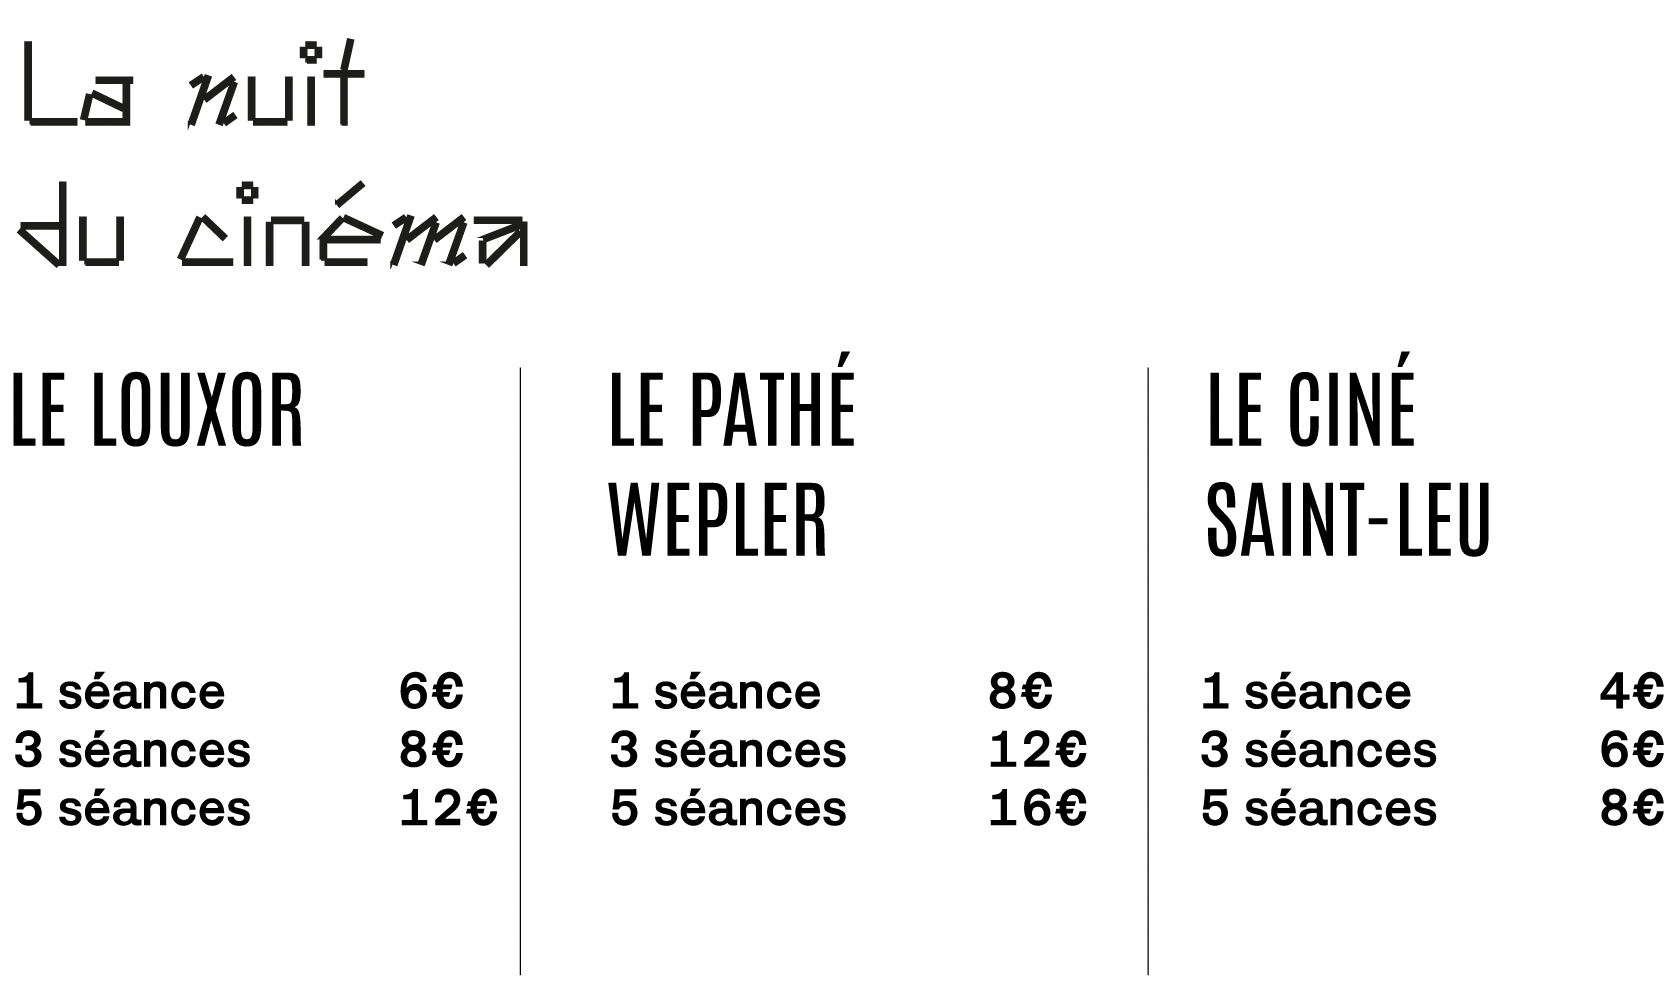 La nuit
du cinéma
LE LOUXOR
1 séance 6€
3 séances 8€
5 séances 12€
LE PATHÉ
WEPLER
1 séance 8€
3 séances 12€
5 séances 16€
LE CINÉ
SAINT-LEU
1 séance 4€
3 séances 6€
5 séances 8€